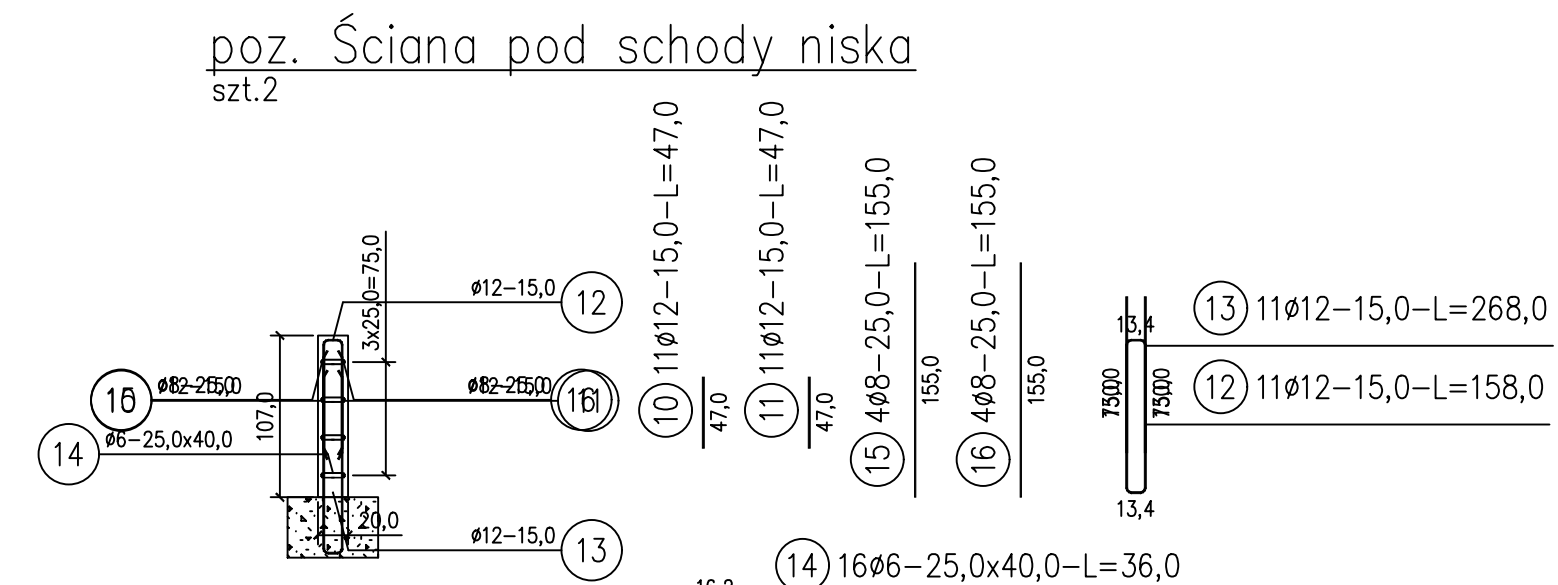 poz. Ściana pod schody niska
szt.2
10 11ø12-15,0-L=47,0
47,0
11 11ø12-15,0-L=47,0
47,0
15 4ø8-25,0-L=155,0
155,0
16 4ø8-25,0-L=155,0
155,0
3x25,0=75,0
ø12-15,0
12
107,0
14
ø6-25,0x40,0
20,0
ø12-15,0
13
13,4
13,4
13 11ø12-15,0-L=268,0
12 11ø12-15,0-L=158,0
14 16ø6-25,0x40,0-L=36,0